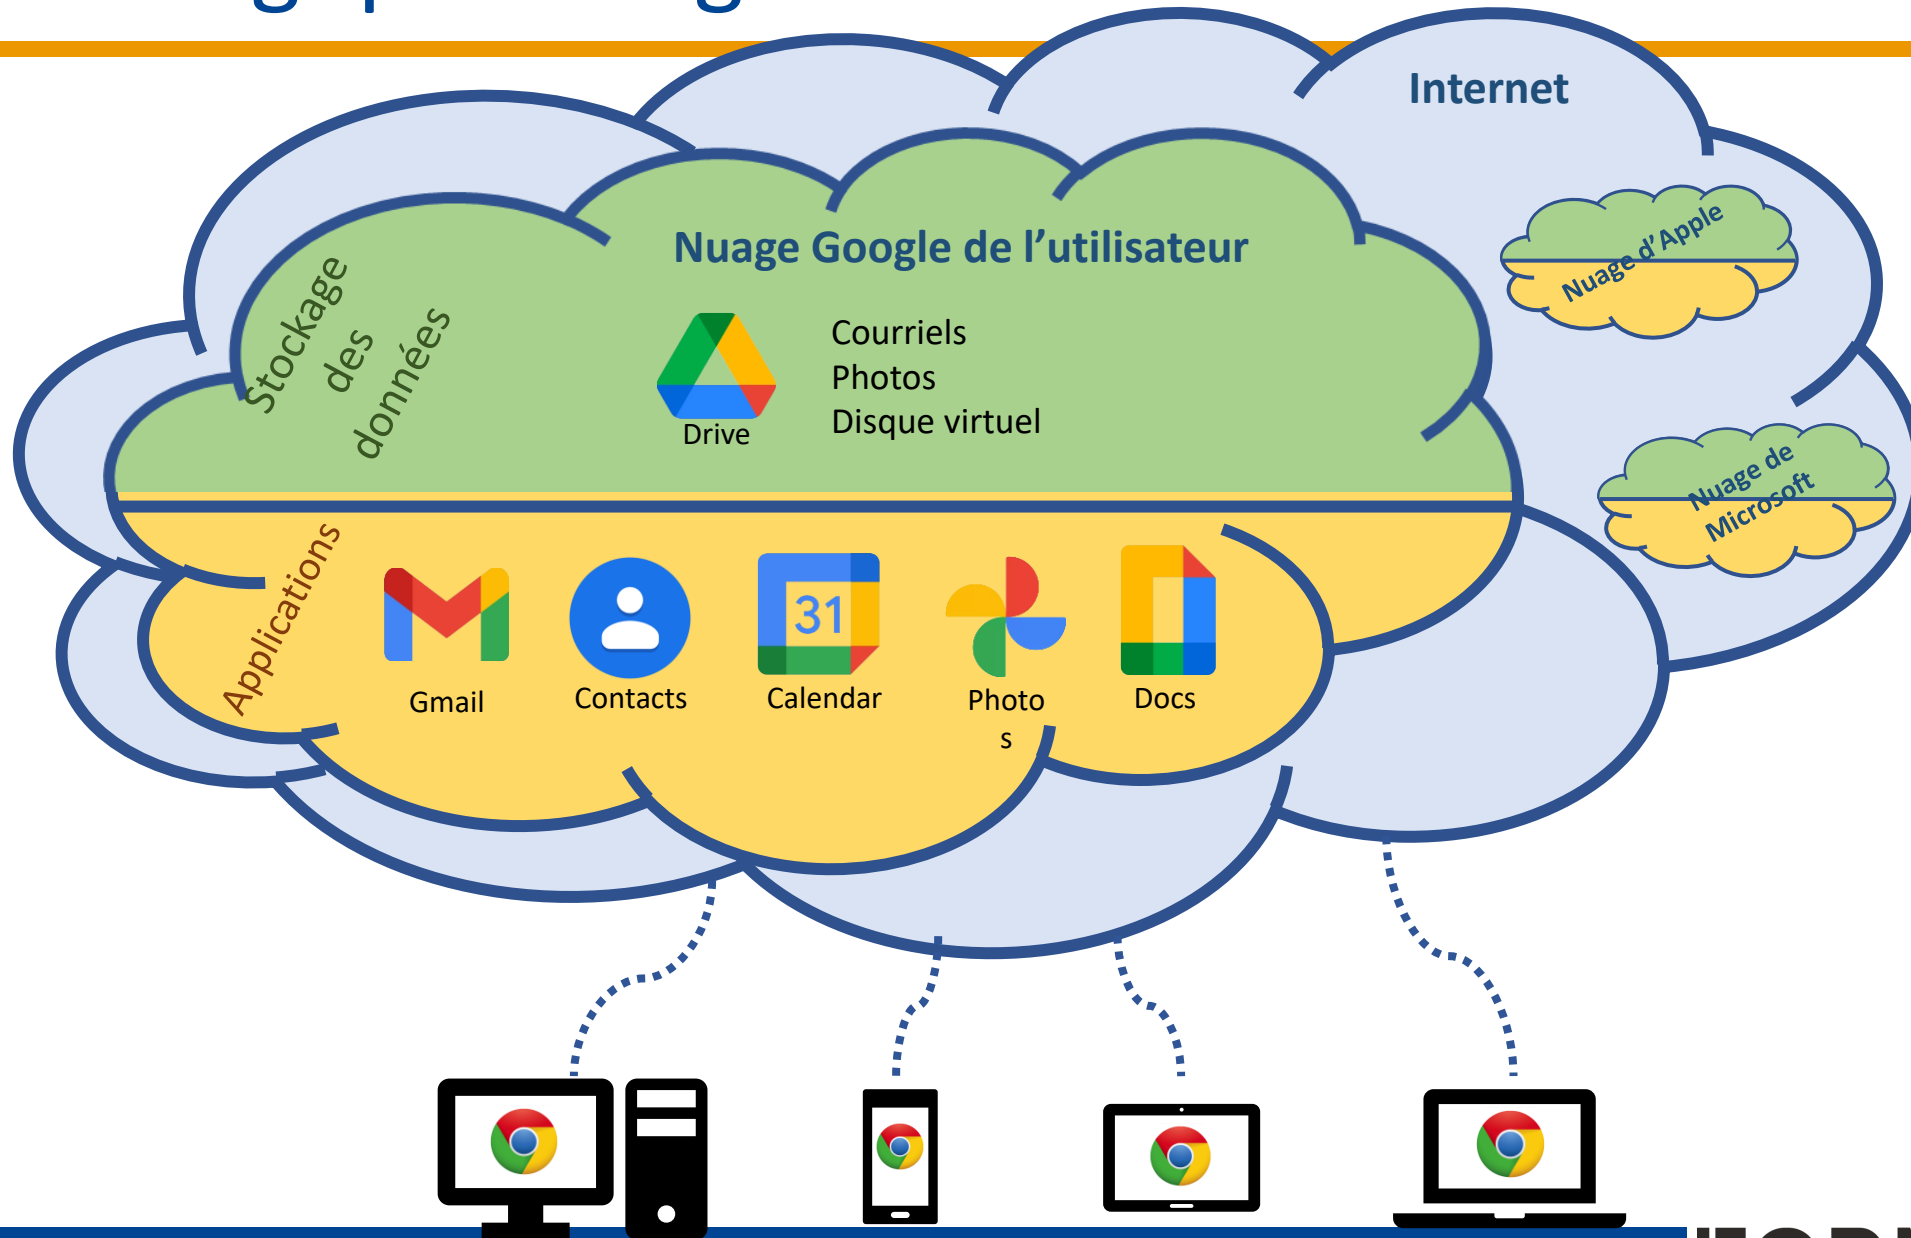 Internet
Nuage d'Apple
Nuage Google de l'utilisateur
Stockage
des
données
Courriels
Photos
Disque virtuel
Drive
Nuage de
Microsoft
Applications
31
Gmail
Contacts
Calendar
Photo
s
Docs